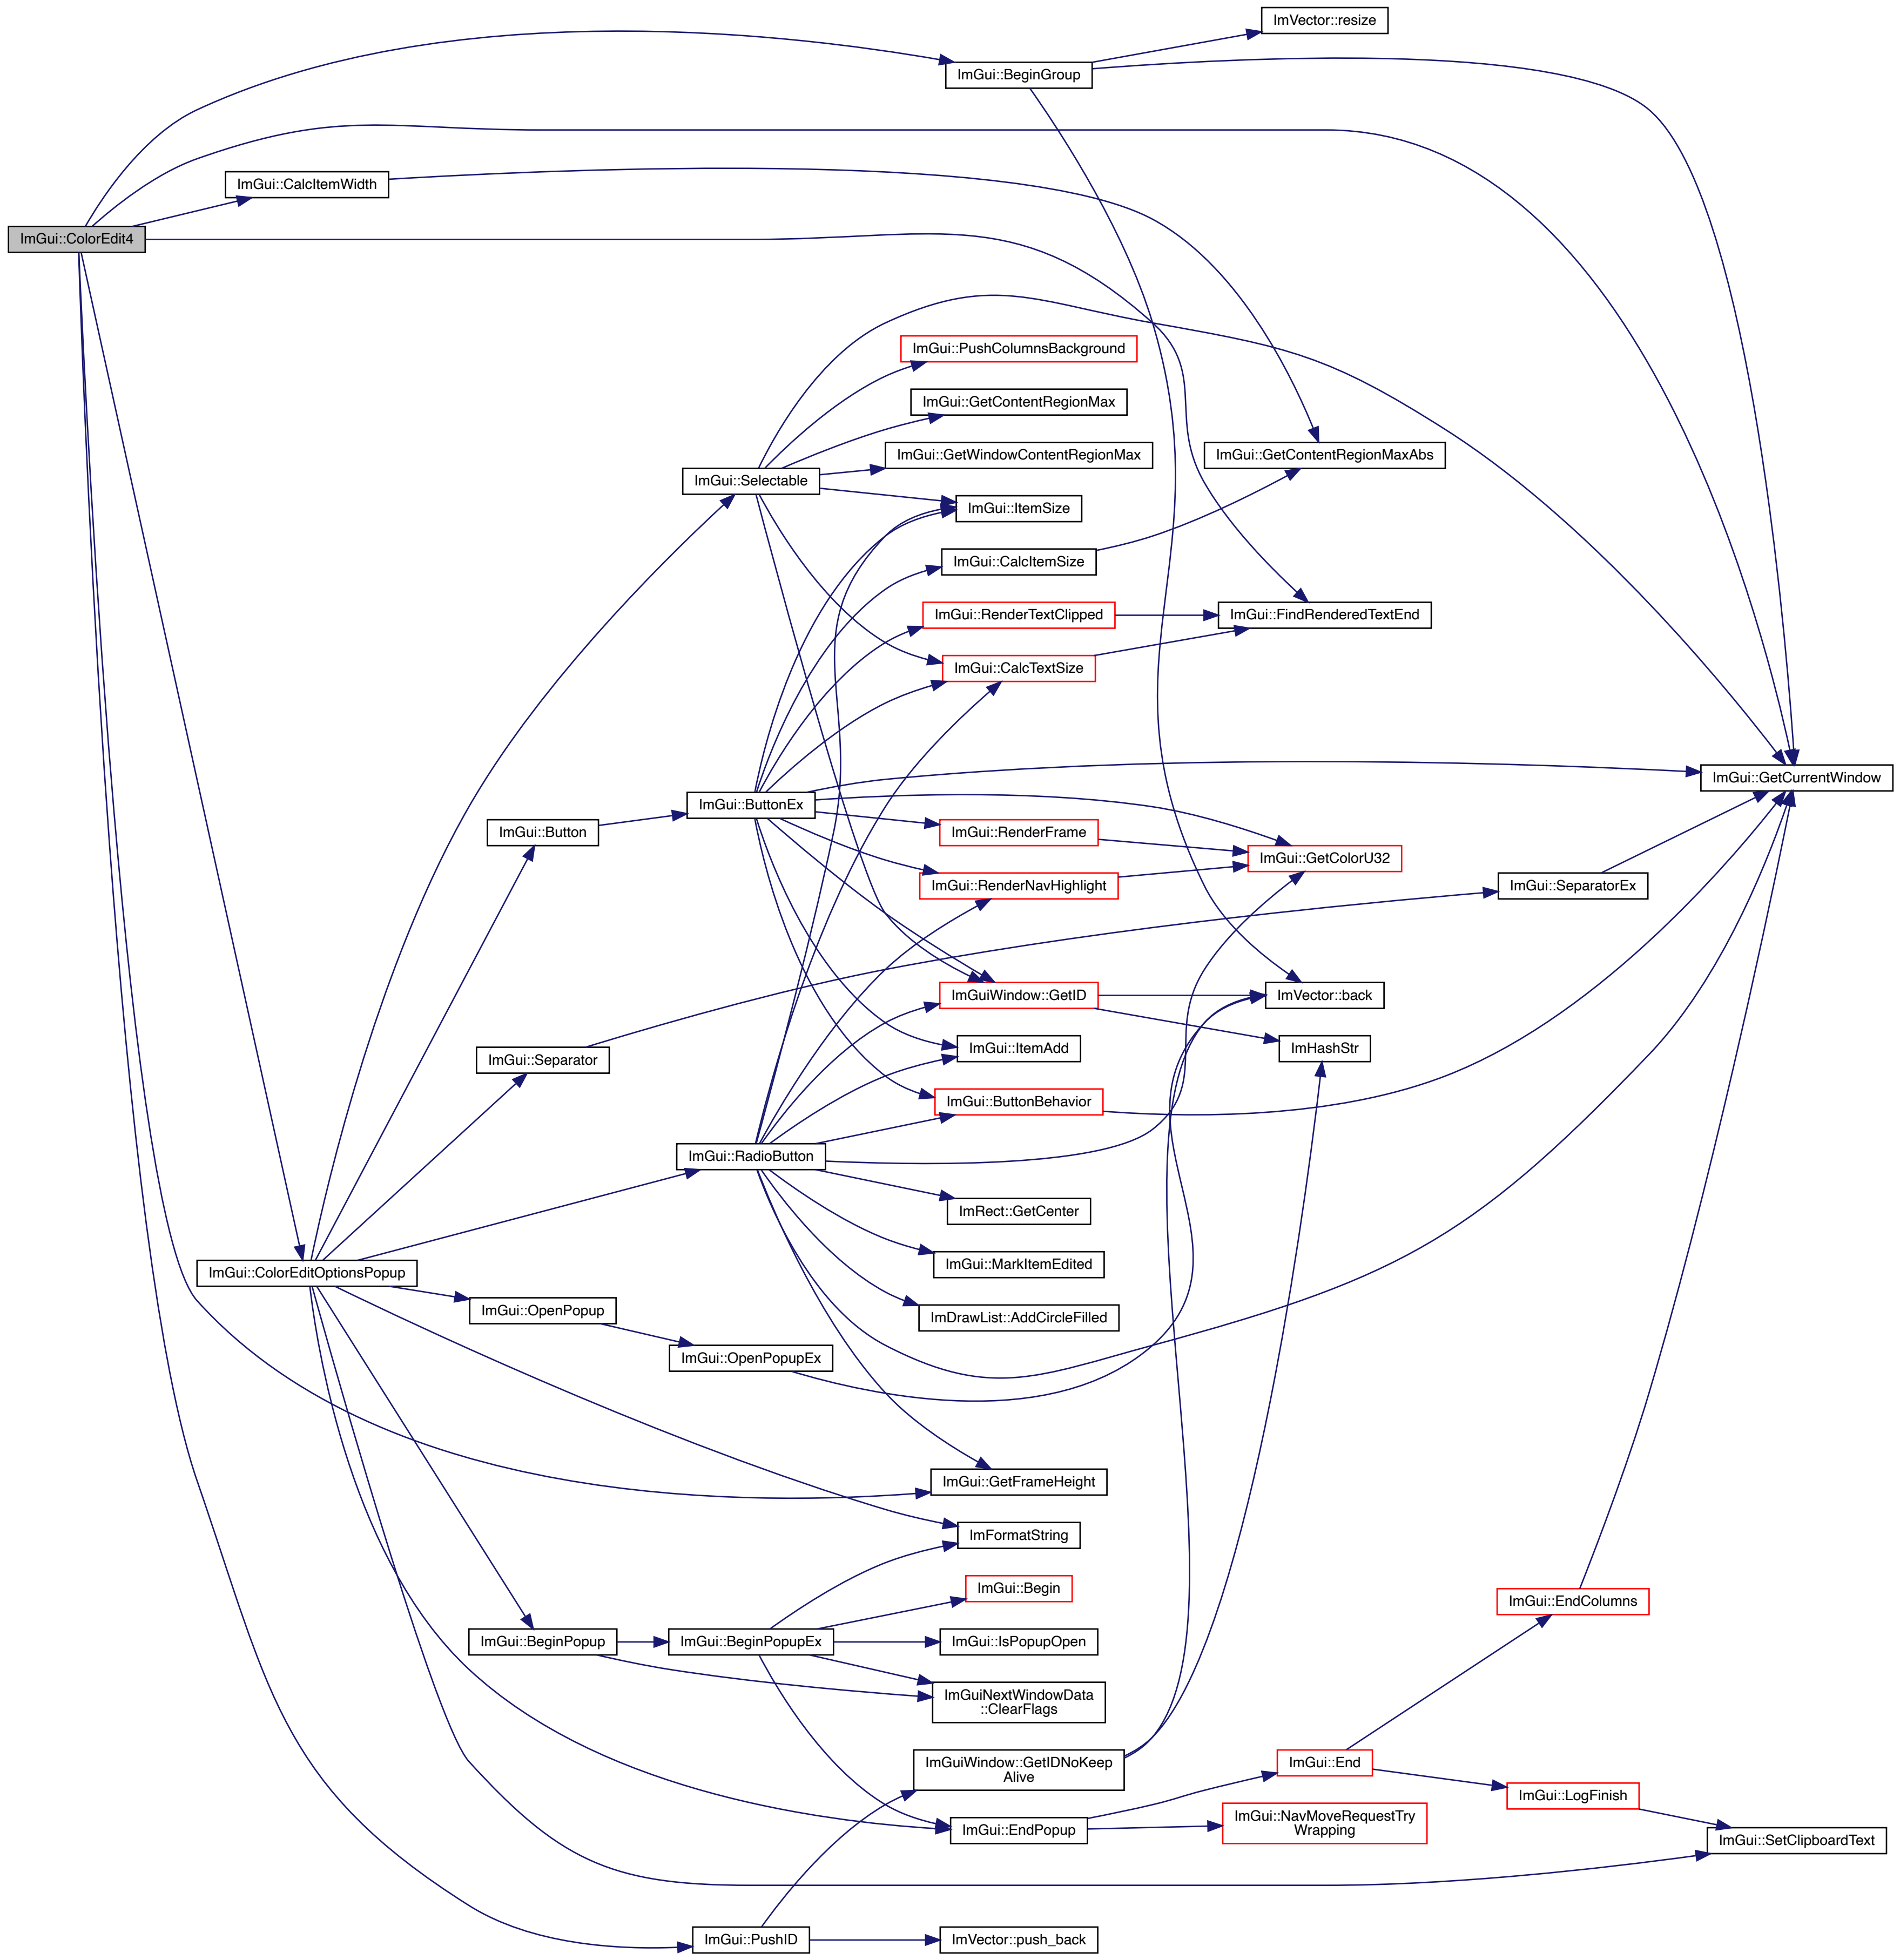 ImVector::resize
ImGui::BeginGroup
ImGui::CalcItemWidth
ImGui::ColorEdit4
ImGui::PushColumnsBackground
ImGui::GetContentRegionMax
ImGui::GetWindowContentRegionMax
ImGui::GetContentRegionMaxAbs
ImGui::Selectable
ImGui::ItemSize
ImGui::CalcItemSize
ImGui::RenderTextClipped
ImGui::FindRenderedTextEnd
ImGui::CalcTextSize
ImGui::GetCurrentWindow
ImGui::ButtonEx
ImGui::Button
ImGui::RenderFrame
ImGui::GetColorU32
ImGui::RenderNavHighlight
ImGui::SeparatorEx
ImGuiWindow::GetID
ImVector::back
ImGui::Separator
ImGui::ItemAdd
ImHashStr
ImGui::ButtonBehavior
ImGui::RadioButton
ImRect::GetCenter
ImGui::MarkItemEdited
ImGui::ColorEditOptionsPopup
ImGui::OpenPopup
ImDrawList::AddCircleFilled
ImGui::OpenPopupEx
ImGui::GetFrameHeight
ImFormatString
ImGui::Begin
ImGui::EndColumns
ImGui::BeginPopup
ImGui::BeginPopupEx
ImGui::IsPopupOpen
ImGuiNextWindowData
::ClearFlags
ImGuiWindow::GetIDNoKeep
Alive
ImGui::End
ImGui::LogFinish
ImGui::EndPopup
ImGui::NavMoveRequestTry
Wrapping
ImGui::SetClipboardText
ImGui::PushID
ImVector::push_back